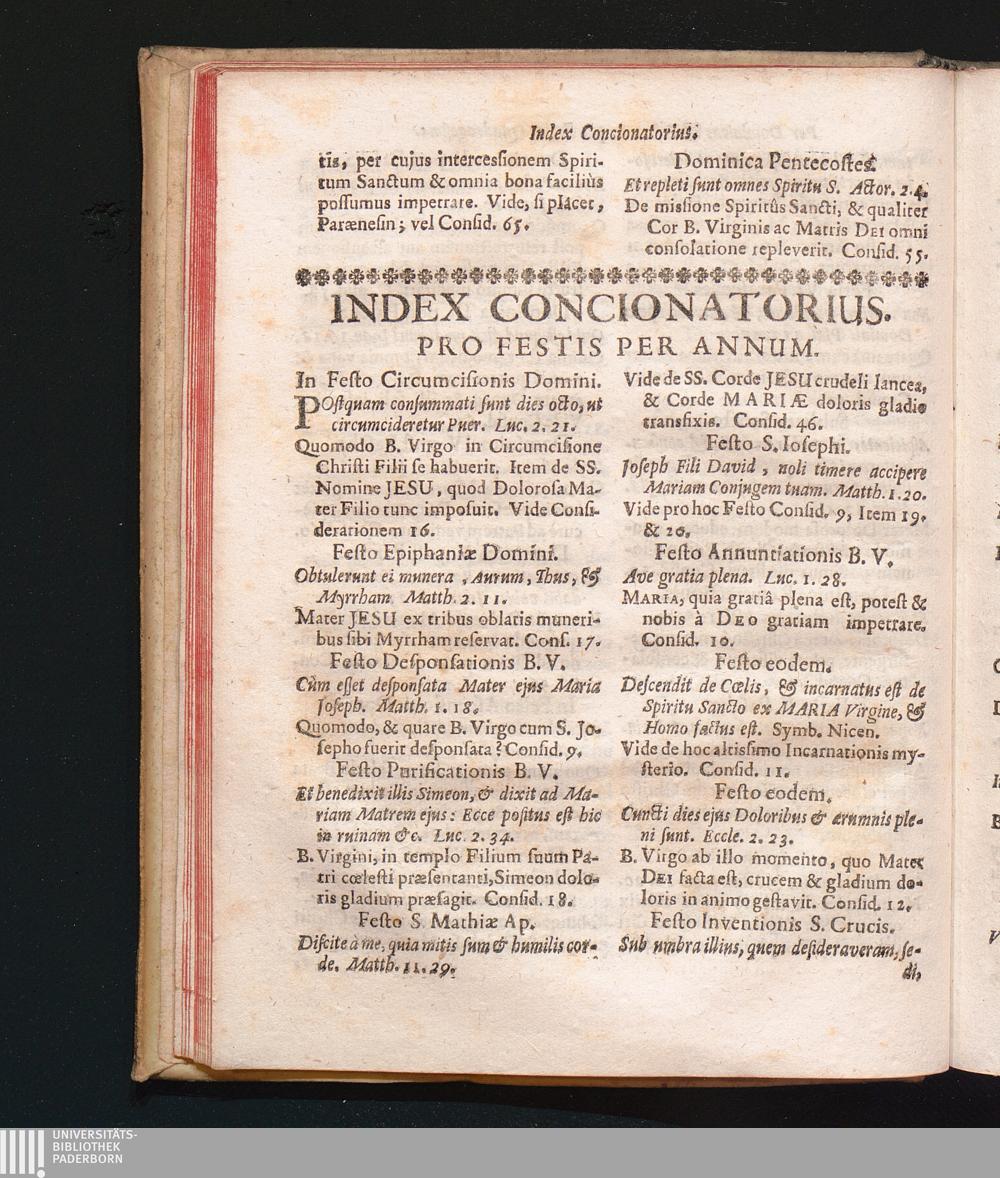 Index Concionatorius.
tis, per cujus intercessionem Spiri-
tum Sanctum & omnia bona faciliùs
possumus impetrare. Vide, si placet,
Parænesin; vel Consid. 65.
Dominica Pentecostes.
Et repleti sunt omnes Spiritu S. Actor. 2.4.
De missione Spiritûs Sancti, & qualiter
Cor B. Virginis ac Matris DEI omni
consolatione repleverit. Consid. 55.
INDEX CONCIONATORIUS.
PRO FESTIS PER ANNUM.
In Festo Circumcisionis Domini.
POstquam consummati sunt dies octo, ut
circumcideretur Puer. Luc. 2. 21.
Quomodo B. Virgo in Circumcisione
Christi Filii se habuerit. Item de SS.
Nomine JESU, quod Dolorosa Ma-
ter Filio tunc imposuit. Vide Consi-
derationem 16.
Festo Epiphaniæ Domini.
Obtulerunt ei munera, Aurum, Thus, &
Myrrham. Matth. 2. 11.
Mater JESU ex tribus oblatis muneri-
bus sibi Myrrham reservat. Cons. 17.
Festo Desponsationis B. V.
Cùm esset desponsata Mater ejus Maria
Joseph. Matth. 1. 18.
Quomodo, & quare B. Virgo cum S. Jo-
sepho fuerit desponsata? Consid. 9.
Festo Purificationis B. V.
Et benedixit illis Simeon, & dixit ad Ma-
riam Matrem ejus: Ecce positus est hic
in ruinam &c. Luc. 2. 34.
B. Virgini, in templo Filium suum Pa-
tri cœlesti præsentanti, Simeon dolo-
ris gladium præsagit. Consid. 18.
Festo S. Mathiæ Ap.
Discite à me, quia mitis sum & humilis cor-
de. Matth. 11. 29.
Vide de SS. Corde JESU crudeli lancea,
& Corde MARIÆ doloris gladio
transfixis. Consid. 46.
Festo S. Iosephi.
Joseph Fili David, noli timere accipere
Mariam Conjugem tuam. Matth. 1. 20.
Vide pro hoc Festo Consid. 9, Item 19.
& 20.
Festo Annuntiationis B. V.
Ave gratia plena. Luc. 1. 28.
MARIA, quia gratiâ plena est, potest &
nobis à DEO gratiam impetrare.
Consid. 10.
Festo eodem.
Descendit de Cœlis, & incarnatus est de
Spiritu Sancto ex MARIA Virgine, &
Homo factus est. Symb. Nicen.
Vide de hoc altissimo Incarnationis my-
sterio. Consid. 11.
Festo eodem.
Cuncti dies ejus Doloribus & ærumnis ple-
ni sunt. Eccle. 2. 23.
B. Virgo ab illo momento, quo Mater
DEI facta est, crucem & gladium do-
loris in animo gestavit. Consid. 12.
Festo Inventionis S. Crucis.
Sub umbra illius, quem desideraveram, se-
di,
UNIVERSITÄTS-
BIBLIOTHEK
PADERBORN